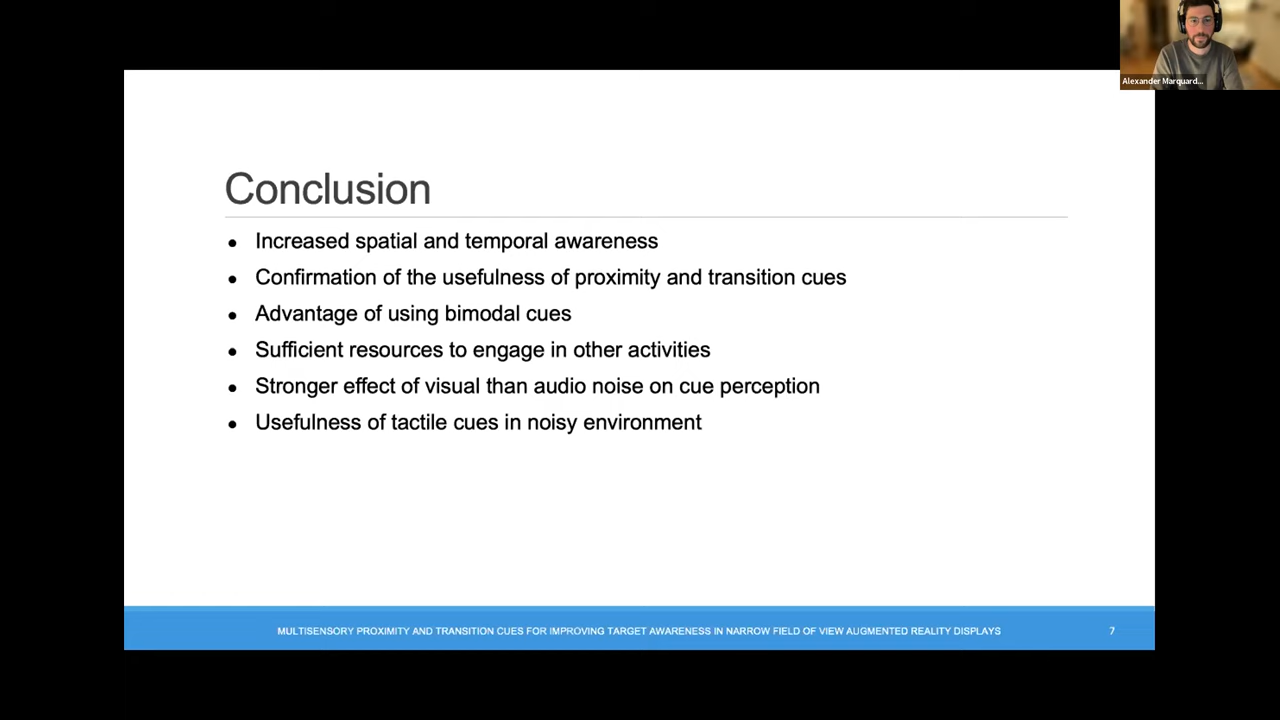 Alexander Marquard...
Conclusion
• Increased spatial and temporal awareness
• Confirmation of the usefulness of proximity and transition cues
• Advantage of using bimodal cues
• Sufficient resources to engage in other activities
• Stronger effect of visual than audio noise on cue perception
• Usefulness of tactile cues in noisy environment
MULTISENSORY PROXIMITY AND TRANSITION CUES FOR IMPROVING TARGET AWARENESS IN NARROW FIELD OF VIEW AUGMENTED REALITY DISPLAYS 7